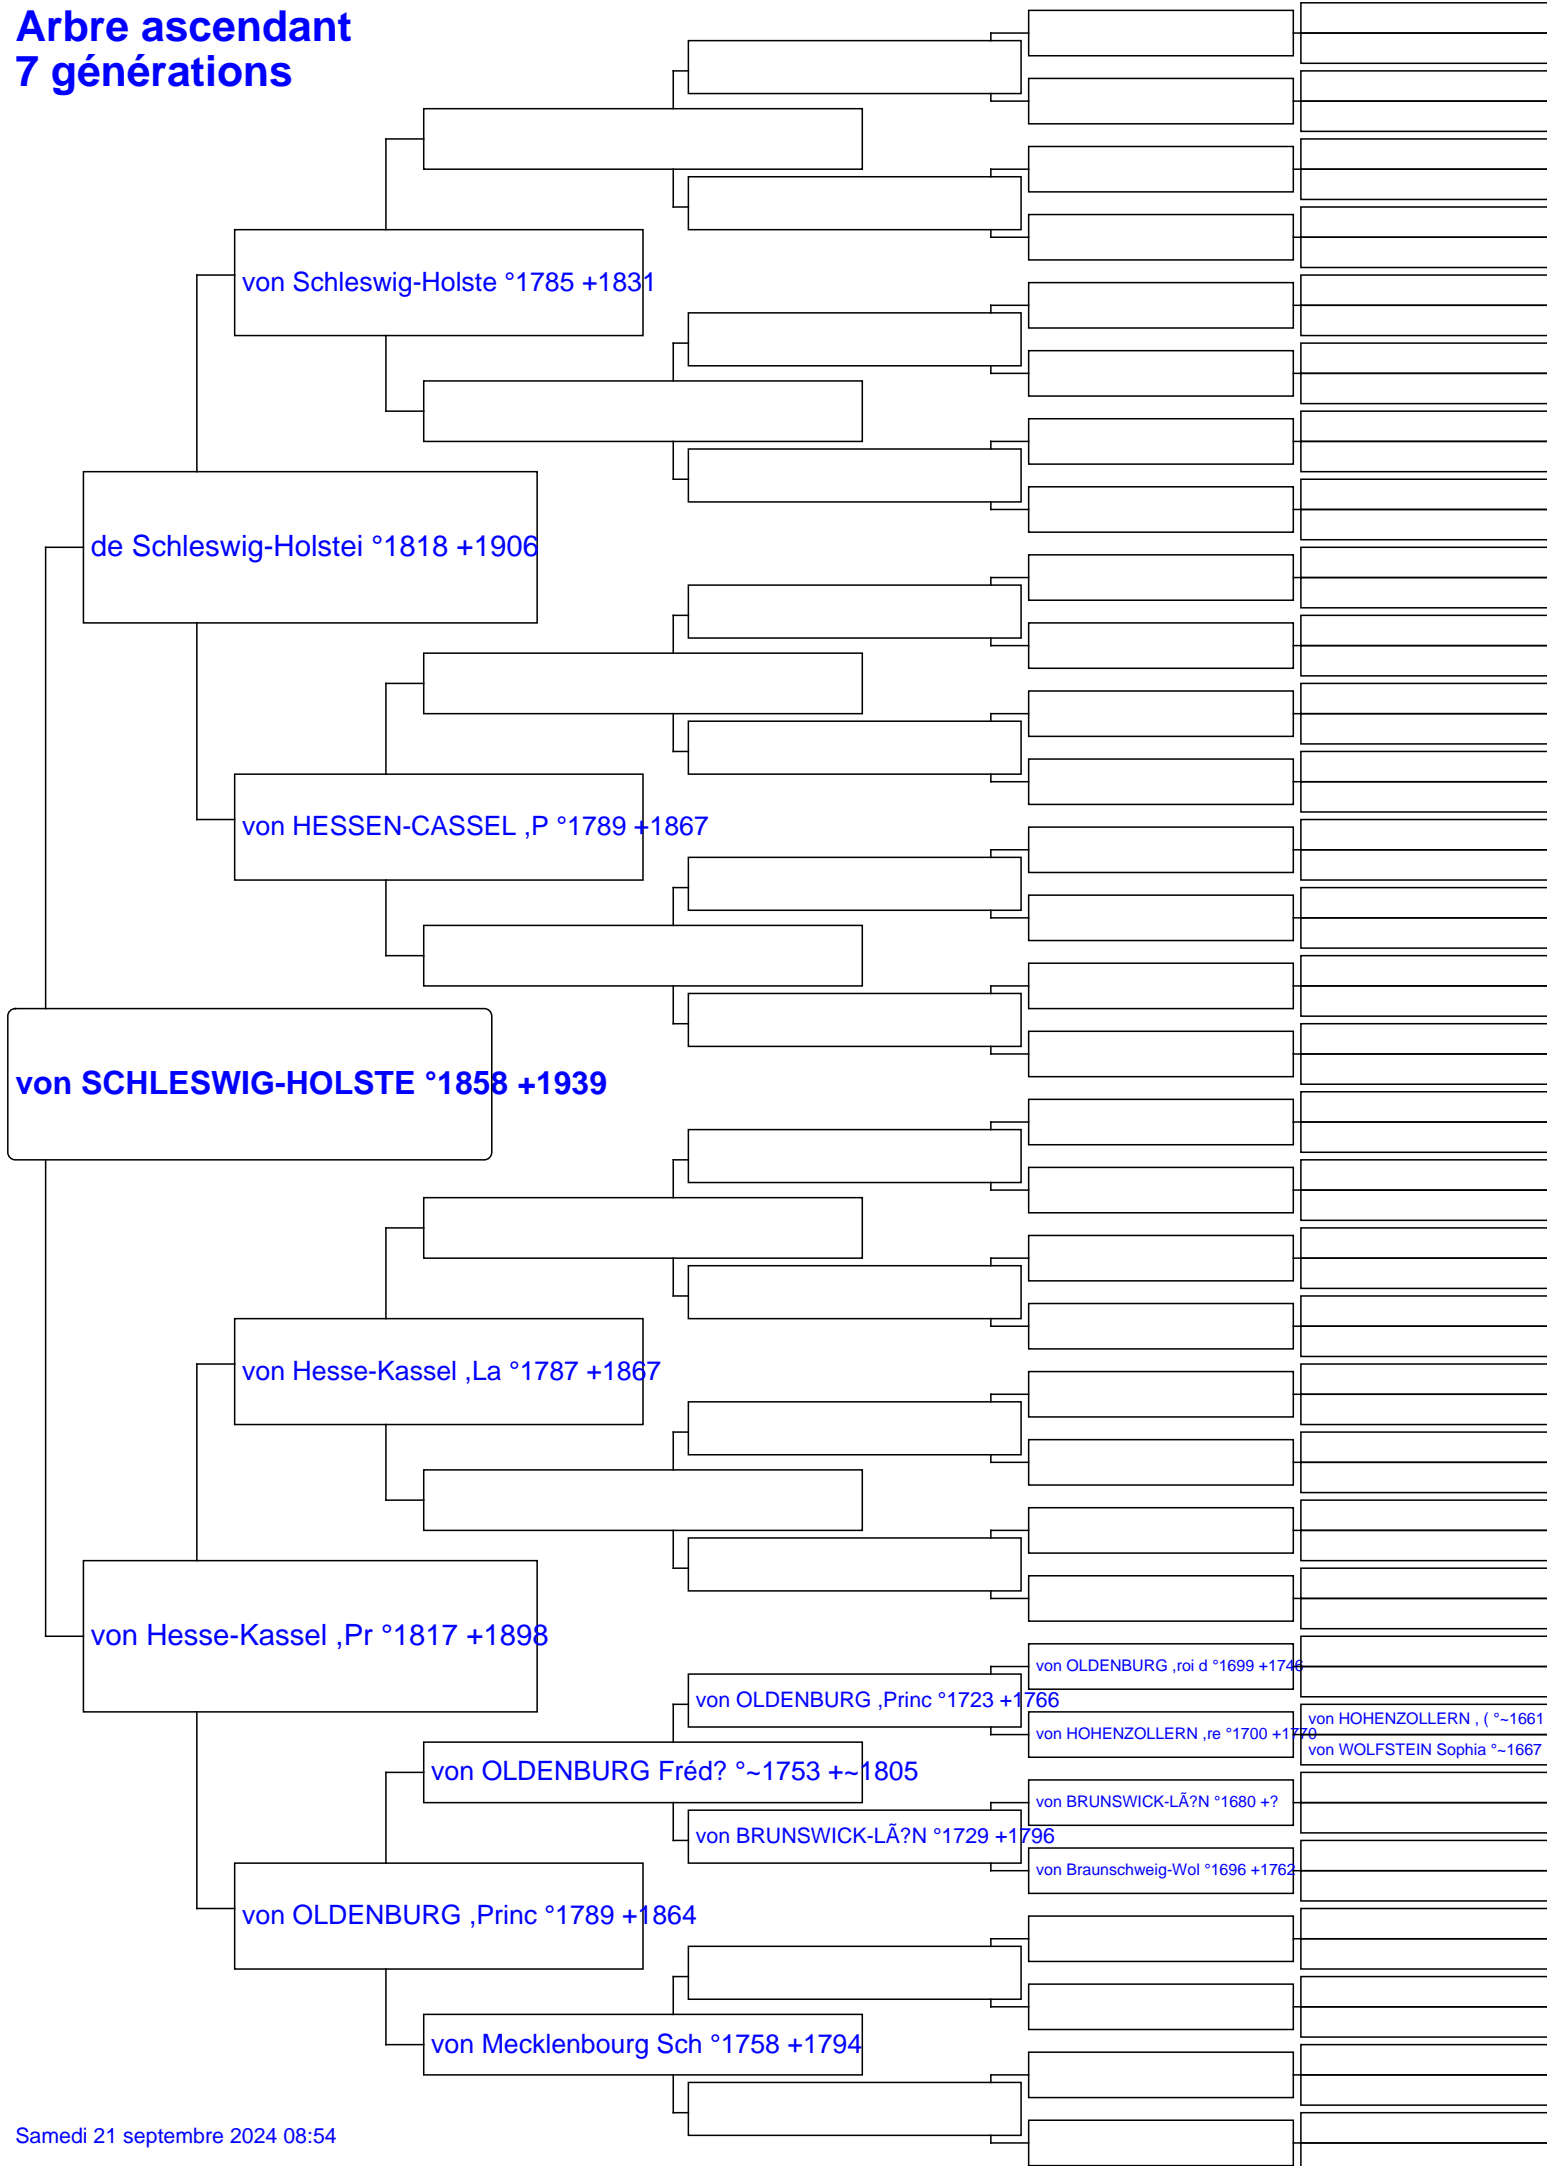 Arbre ascendant
7 générations
von Schleswig-Holste °1785 +1831
de Schleswig-Holstei °1818 +1906
von HESSEN-CASSEL ,P °1789 +1867
von SCHLESWIG-HOLSTE °1858 +1939
von Hesse-Kassel ,La °1787 +1867
von Hesse-Kassel ,Pr °1817 +1898
von OLDENBURG ,roi d °1699 +1746
von OLDENBURG ,Princ °1723 +1766
von HOHENZOLLERN ,re °1700 +1770
von HOHENZOLLERN , ( °~1661
von WOLFSTEIN Sophia °~1667
von OLDENBURG Fréd? °~1753 +~1805
von BRUNSWICK-LÃ?N °1680 +?
von BRUNSWICK-LÃ?N °1729 +1796
von Braunschweig-Wol °1696 +1762
von OLDENBURG ,Princ °1789 +1864
von Mecklenbourg Sch °1758 +1794
Samedi 21 septembre 2024 08:54